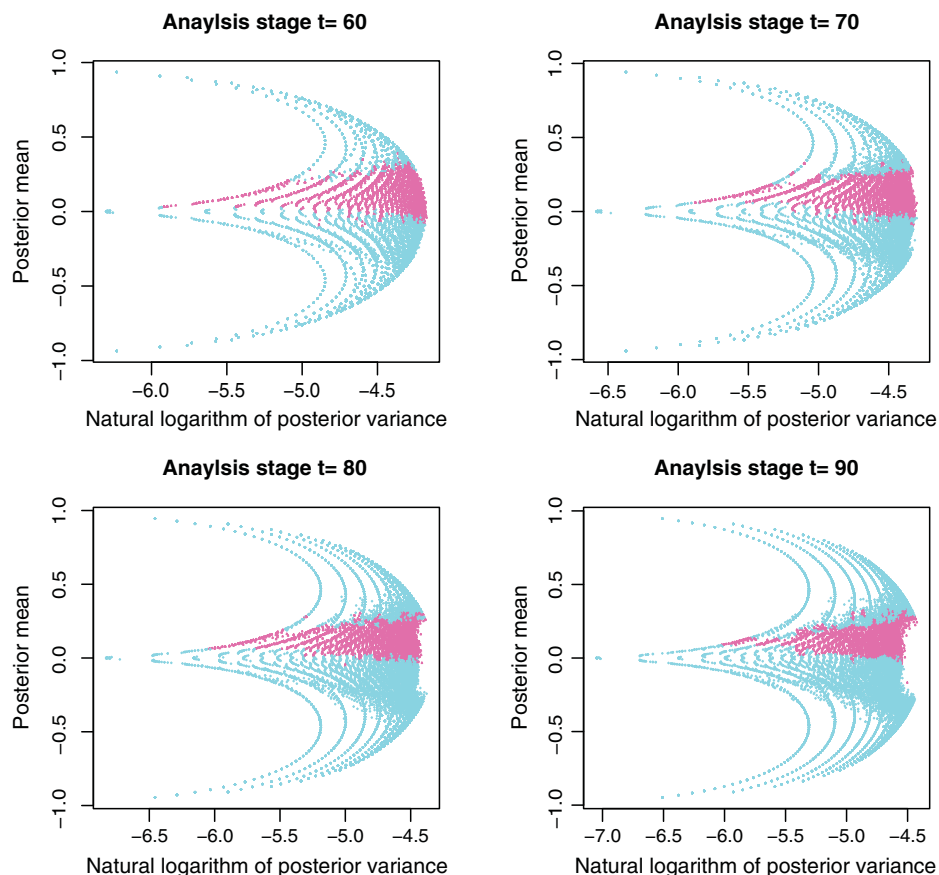 Anaylsis stage t= 60
Anaylsis stage t= 70
Posterior mean
1.0
0.5
0.0
−0.5
−1.0
−6.0 −5.5 −5.0 −4.5
Natural logarithm of posterior variance
Posterior mean
1.0
0.5
0.0
−0.5
−1.0
−6.5 −6.0 −5.5 −5.0 −4.5
Natural logarithm of posterior variance
Anaylsis stage t= 80
Anaylsis stage t= 90
Posterior mean
1.0
0.5
0.0
−0.5
−1.0
−6.5 −6.0 −5.5 −5.0 −4.5
Natural logarithm of posterior variance
Posterior mean
1.0
0.5
0.0
−0.5
−1.0
−7.0 −6.5 −6.0 −5.5 −5.0 −4.5
Natural logarithm of posterior variance